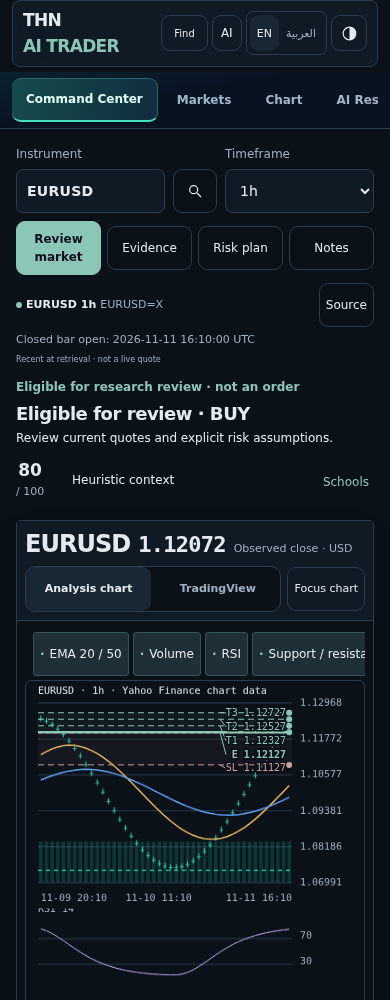 THN
AI TRADER
Find
AI
EN
العربية
Command Center
Markets
Chart
AI Res
Instrument
Timeframe
EURUSD
1h
Review market
Evidence
Risk plan
Notes
EURUSD 1h EURUSD=X
Source
Closed bar open: 2026-11-11 16:10:00 UTC
Recent at retrieval · not a live quote
Eligible for research review · not an order
Eligible for review · BUY
Review current quotes and explicit risk assumptions.
80
/ 100
Heuristic context
Schools
EURUSD 1.12072 Observed close · USD
Analysis chart
TradingView
Focus chart
· EMA 20 / 50
· Volume
· RSI
· Support / resista
EURUSD · 1h · Yahoo Finance chart data
1.12968
T3 1.12727
T2 1.12527
T1 1.12327
1.11772
E 1.12127
SL 1.11127
1.10577
1.09381
1.08186
1.06991
11-09 20:10
11-10 11:10
11-11 16:10
RSI 14
70
30